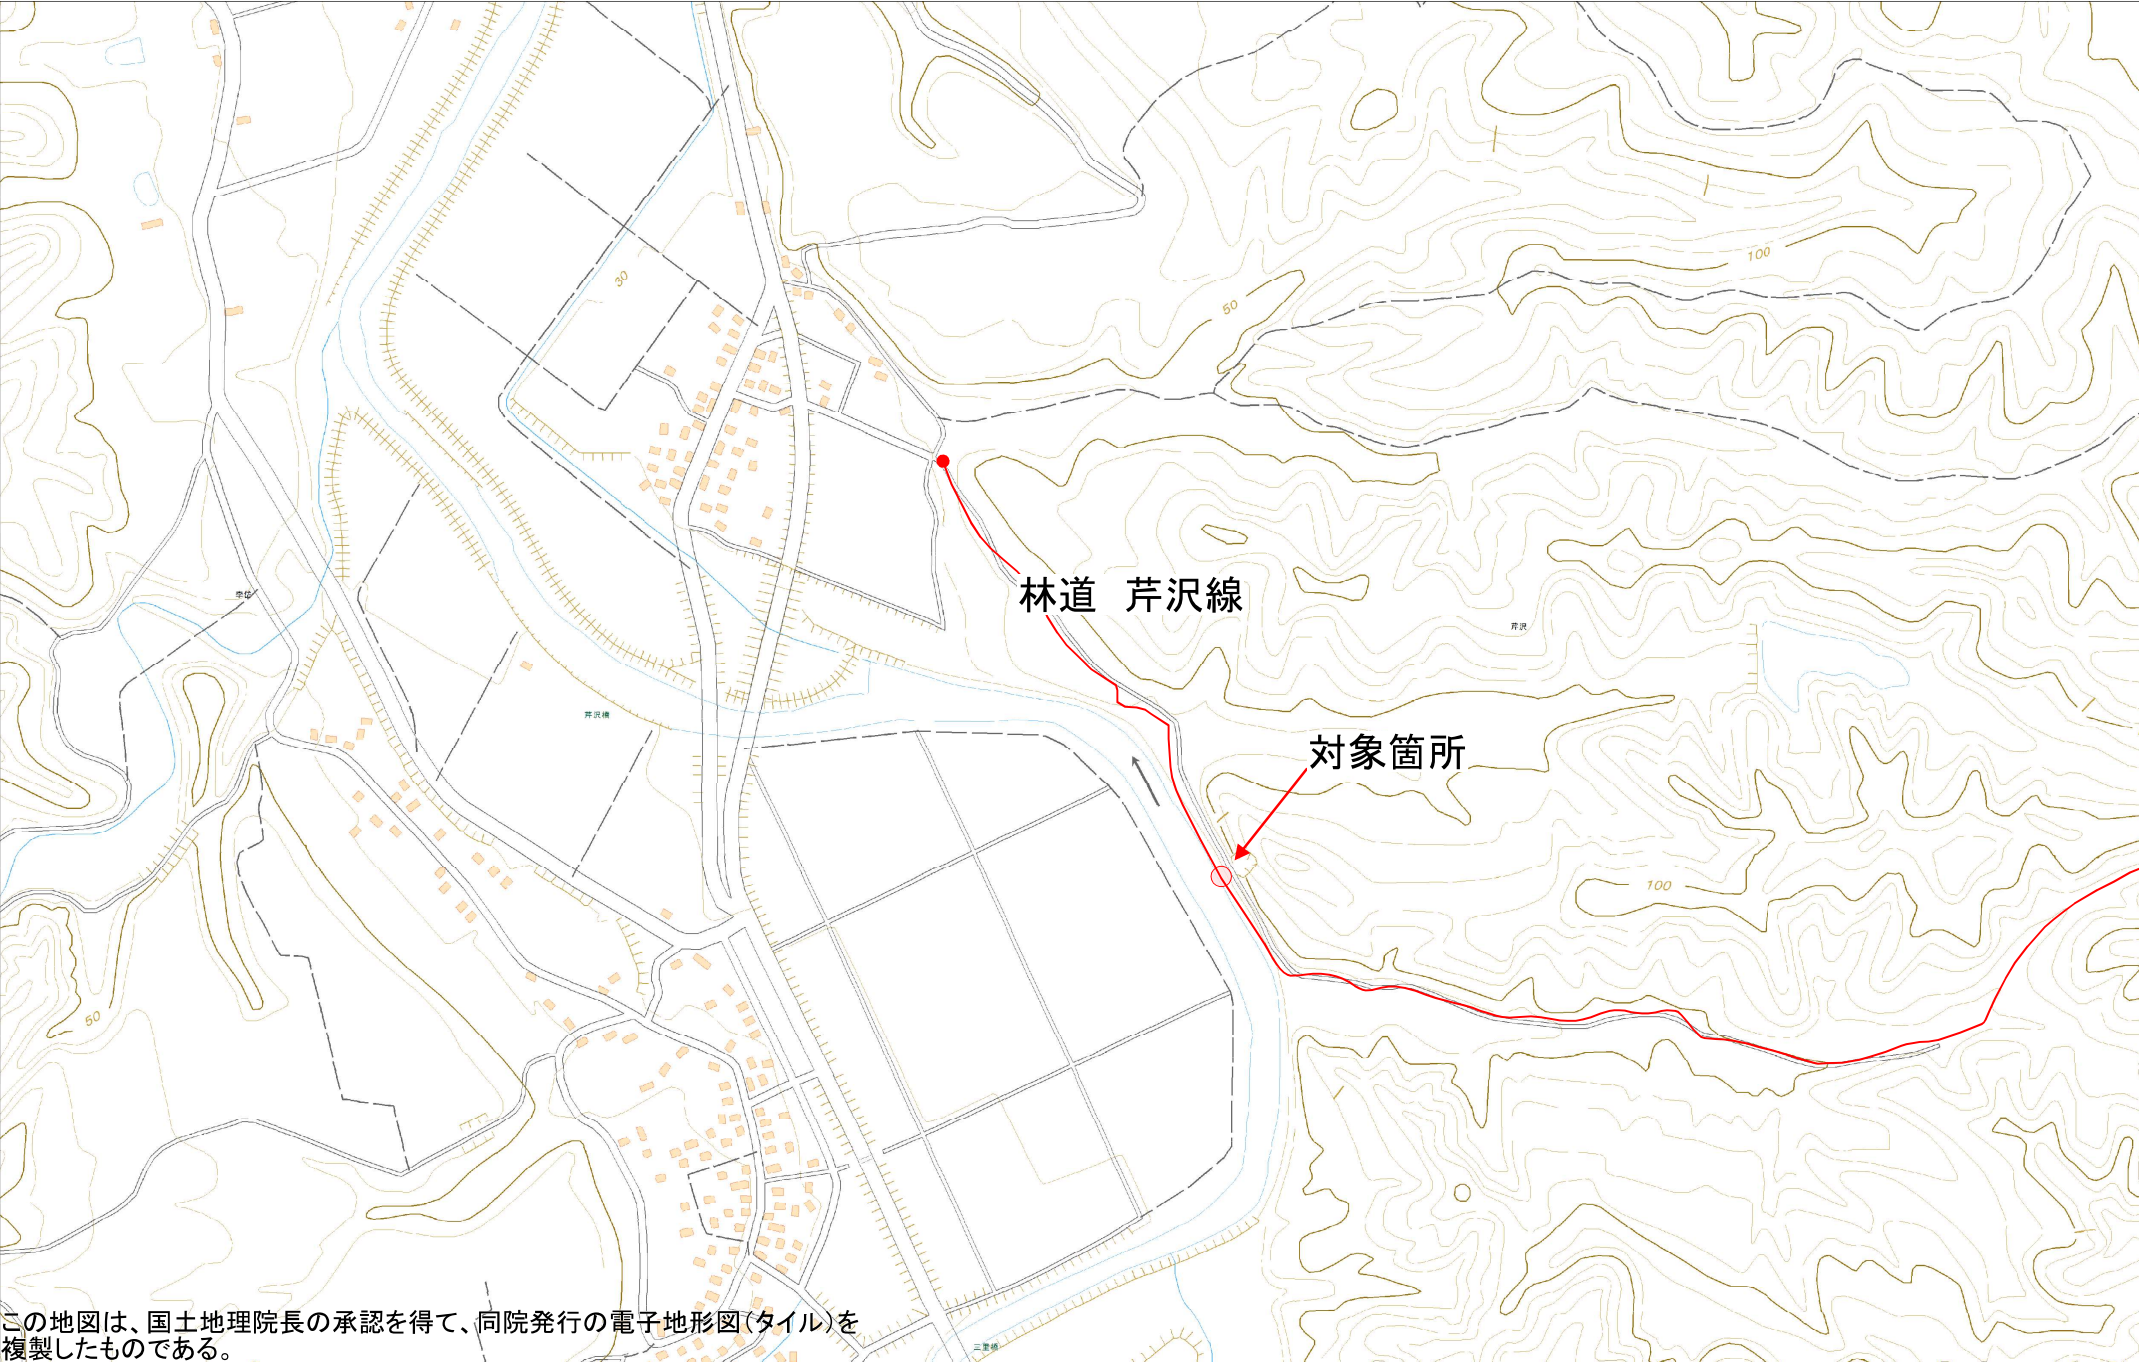 100
30
50
林道　芹沢線
芹沢
芹沢橋
対象箇所
100
50
この地図は、国土地理院長の承認を得て、同院発行の電子地形図（タイル）を
複製したものである。
三重橋